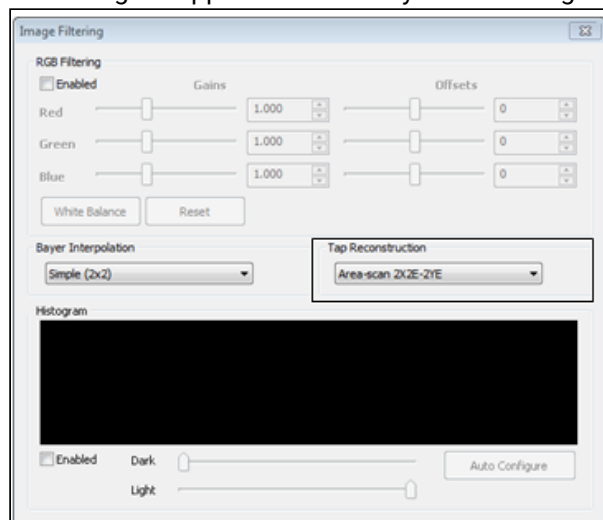 Image Filtering
RGB Filtering
Enabled Gains Offsets
Red 1.000 0
Green 1.000 0
Blue 1.000 0
White Balance Reset
Bayer Interpolation Tap Reconstruction
Simple (2x2) Area-scan 2X2E-2YE
Histogram
Enabled Dark Auto Configure
Light